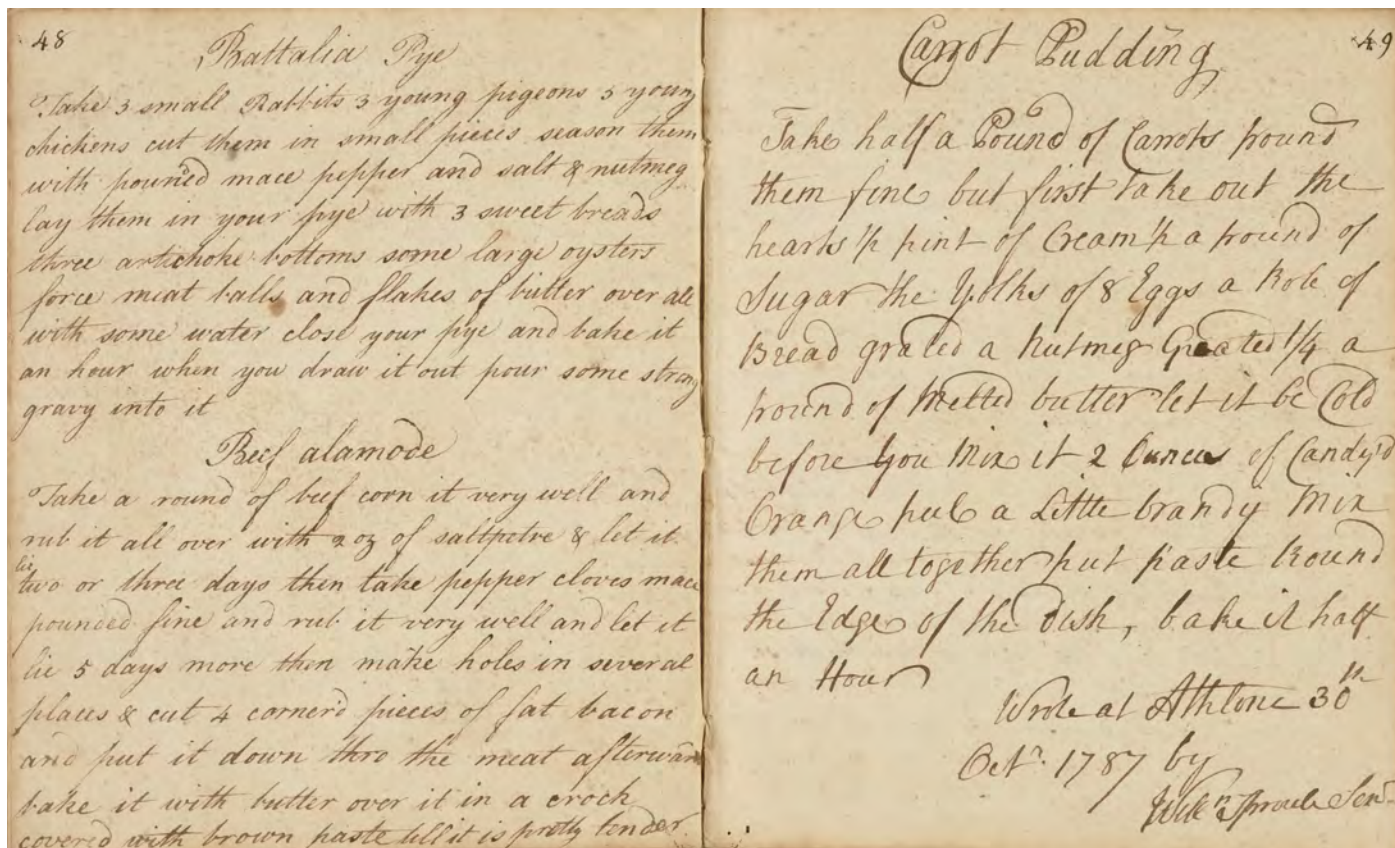 48
Battalia Pye
Take 3 small Rabbits 3 young pigeons 3 young
chickens cut them in small pieces season them
with pound'd mace pepper and salt & nutmeg
lay them in your pye with 3 sweet breads
three artichoke bottoms some large oysters
force meat balls and flakes of butter over all
with some water close your pye and bake it
an hour when you draw it out pour some strong
gravy into it
Beef alamode
Take a round of beef corn it very well and
rub it all over with 2 oz of saltpetre & let it
lie
two or three days then take pepper cloves mace
pounded fine and rub it very well and let it
lie 5 days more then make holes in several
places & cut 4 corner'd pieces of fat bacon
and put it down thro the meat afterward
bake it with butter over it in a crock
covered with brown paste till it is pretty tender
49
Carrot Pudding
Take half a Pound of Carrots pound
them fine but first take out the
hearts 1/2 pint of Cream 1/2 a pound of
Sugar the Yolks of 8 Eggs a Role of
Bread grated a Nutmeg Greated 1/4 a
pound of Melted butter let it be Cold
before you Mix it 2 Ounces of Candy'd
Orange peel a Little brandy Mix
them all together put paste Round
the Edge of the Dish, bake it half
an Hour
Wrote at Athlone 30th
Octr. 1787 by
Willm Sproule Senr